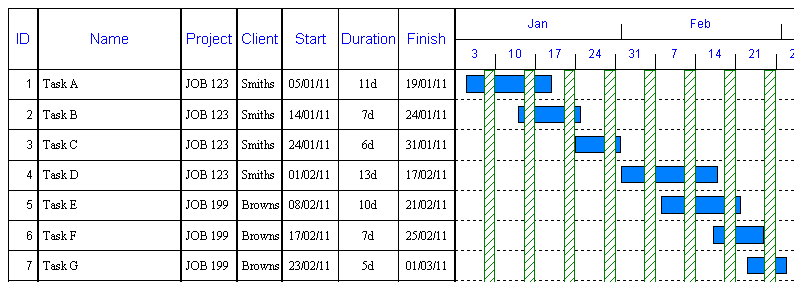 Jan Feb
ID Name Project Client Start Duration Finish
3 10 17 24 31 7 14 21 2
1 Task A JOB 123 Smiths 05/01/11 11d 19/01/11
2 Task B JOB 123 Smiths 14/01/11 7d 24/01/11
3 Task C JOB 123 Smiths 24/01/11 6d 31/01/11
4 Task D JOB 123 Smiths 01/02/11 13d 17/02/11
5 Task E JOB 199 Browns 08/02/11 10d 21/02/11
6 Task F JOB 199 Browns 17/02/11 7d 25/02/11
7 Task G JOB 199 Browns 23/02/11 5d 01/03/11